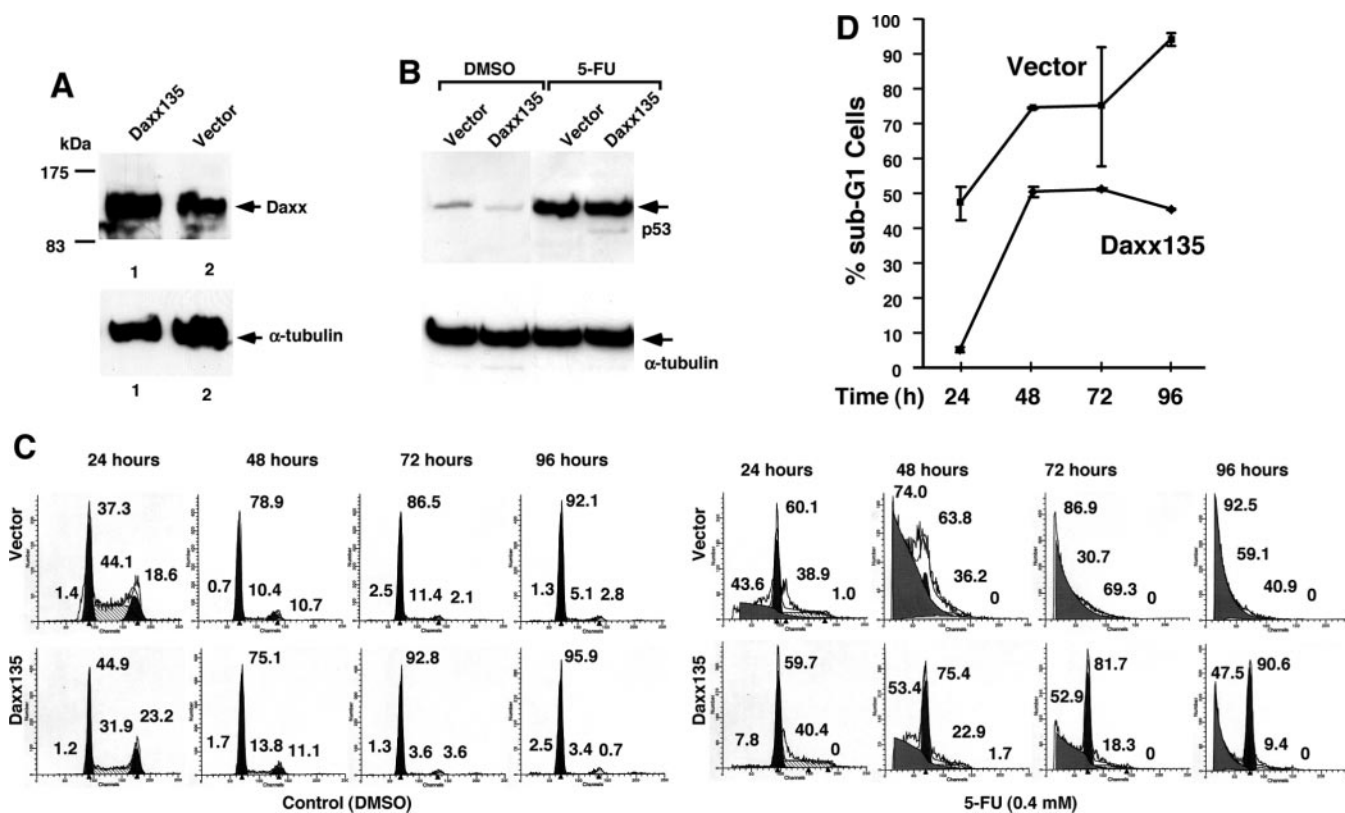 A
Daxx135 Vector
kDa
175
Daxx
83
1 2
α-tubulin
1 2
B
DMSO 5-FU
Vector Daxx135 Vector Daxx135
p53
α-tubulin
D
% sub-G1 Cells
100
90
80
70
60
50
40
30
20
10
0
Vector
Daxx135
Time (h) 24 48 72 96
C
24 hours 48 hours 72 hours 96 hours
Vector
37.3 44.1 18.6 1.4
78.9 0.7 10.4 10.7
86.5 2.5 11.4 2.1
92.1 1.3 5.1 2.8
Daxx135
44.9 31.9 23.2 1.2
75.1 1.7 13.8 11.1
92.8 1.3 3.6 3.6
95.9 2.5 3.4 0.7
Control (DMSO)
24 hours 48 hours 72 hours 96 hours
Vector
60.1 43.6 38.9 1.0
74.0 63.8 36.2 0
86.9 30.7 69.3 0
92.5 59.1 40.9 0
Daxx135
59.7 7.8 40.4 0
53.4 75.4 22.9 1.7
81.7 52.9 18.3 0
47.5 90.6 9.4 0
5-FU (0.4 mM)